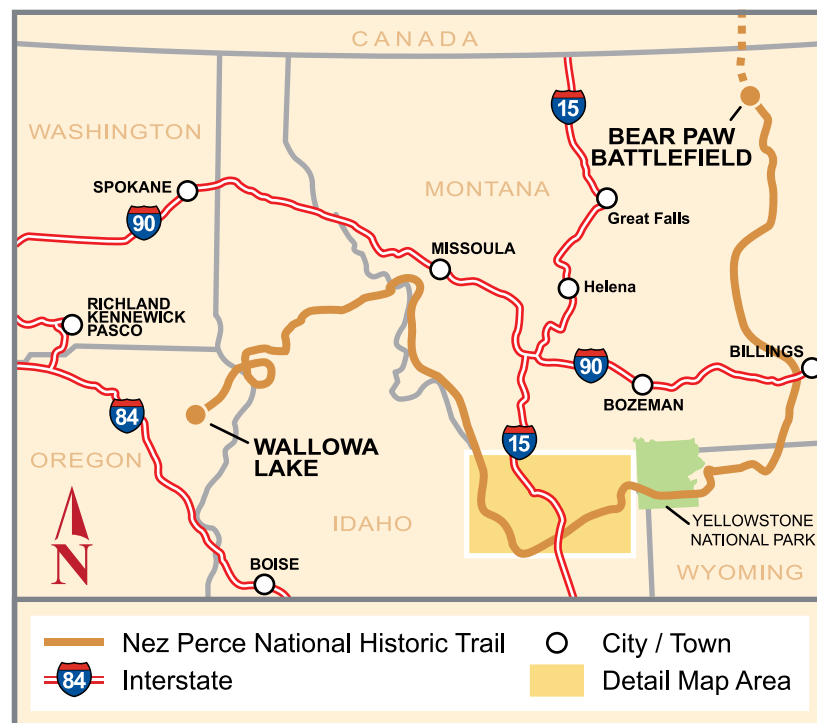 CANADA
WASHINGTON
15
BEAR PAW
BATTLEFIELD
SPOKANE
MONTANA
90
Great Falls
MISSOULA
RICHLAND
KENNEWICK
PASCO
Helena
90
BILLINGS
84
BOZEMAN
WALLOWA
LAKE
15
OREGON
IDAHO
YELLOWSTONE
NATIONAL PARK
N
BOISE
WYOMING
Nez Perce National Historic Trail
City / Town
84
Interstate
Detail Map Area